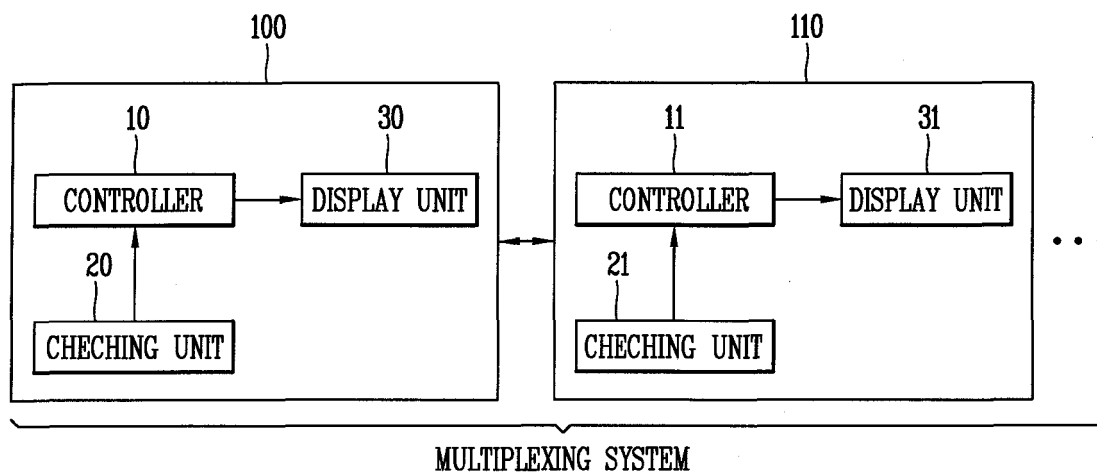 100
110
10
30
11
31
CONTROLLER
DISPLAY UNIT
CONTROLLER
DISPLAY UNIT
20
21
CHECHING UNIT
CHECHING UNIT
MULTIPLEXING SYSTEM